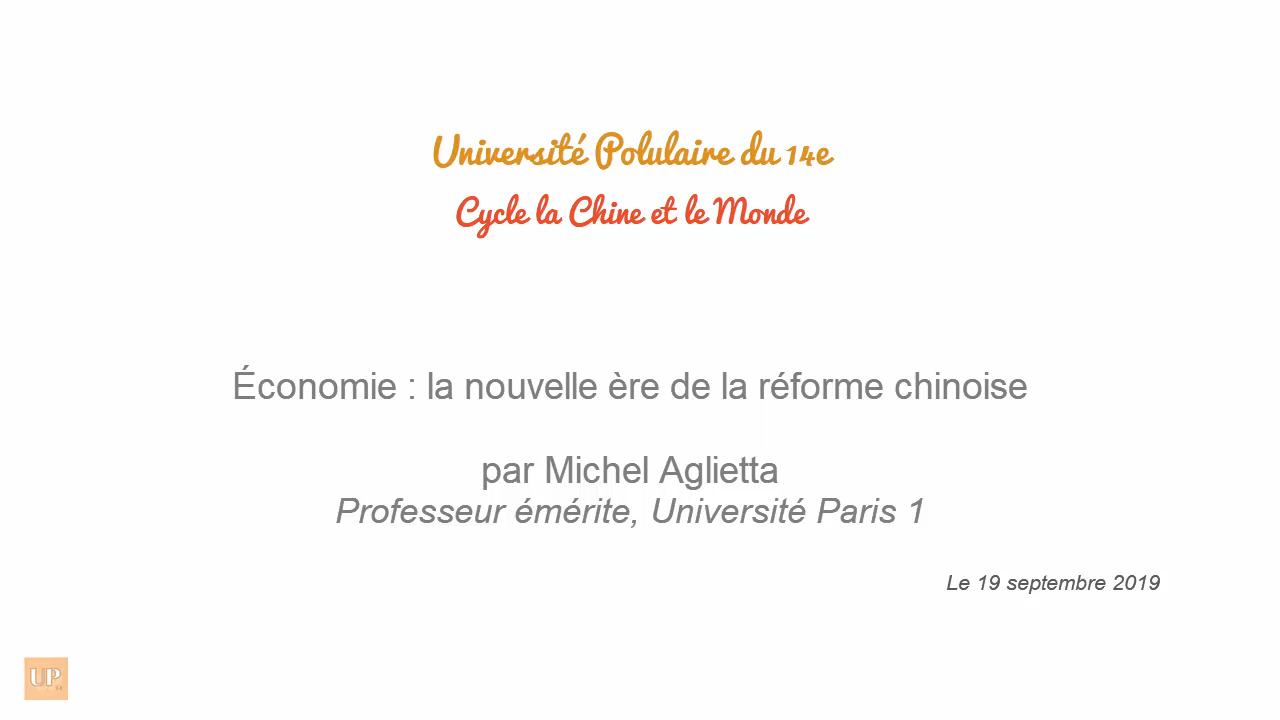 Université Polulaire du 14e
Cycle la Chine et le Monde
Économie : la nouvelle ère de la réforme chinoise
par Michel Aglietta
Professeur émérite, Université Paris 1
Le 19 septembre 2019
UP